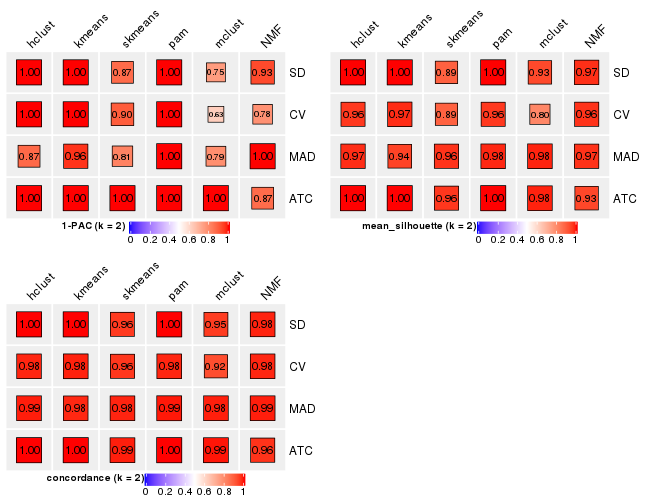 hclust kmeans skmeans pam mclust NMF
1.00 1.00 0.87 1.00 0.75 0.93 SD
1.00 1.00 0.90 1.00 0.63 0.78 CV
0.87 0.96 0.81 1.00 0.79 1.00 MAD
1.00 1.00 1.00 1.00 1.00 0.87 ATC
1-PAC (k = 2)
0 0.2 0.4 0.6 0.8 1
hclust kmeans skmeans pam mclust NMF
1.00 1.00 0.89 1.00 0.93 0.97 SD
0.96 0.97 0.89 0.96 0.80 0.96 CV
0.97 0.94 0.96 0.98 0.98 0.97 MAD
1.00 1.00 0.96 1.00 0.98 0.93 ATC
mean_silhouette (k = 2)
0 0.2 0.4 0.6 0.8 1
hclust kmeans skmeans pam mclust NMF
1.00 1.00 0.96 1.00 0.95 0.98 SD
0.98 0.98 0.96 0.98 0.92 0.98 CV
0.99 0.98 0.98 0.99 0.98 0.99 MAD
1.00 1.00 0.99 1.00 0.99 0.96 ATC
concordance (k = 2)
0 0.2 0.4 0.6 0.8 1